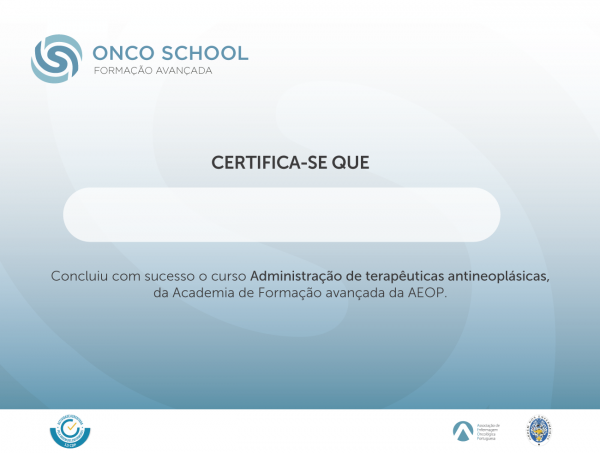 ONCO SCHOOL
FORMAÇÃO AVANÇADA
CERTIFICA-SE QUE
Concluiu com sucesso o curso Administração de terapêuticas antineoplásicas,
da Academia de Formação avançada da AEOP.
Associação de
Enfermagem
Oncológica
Portuguesa